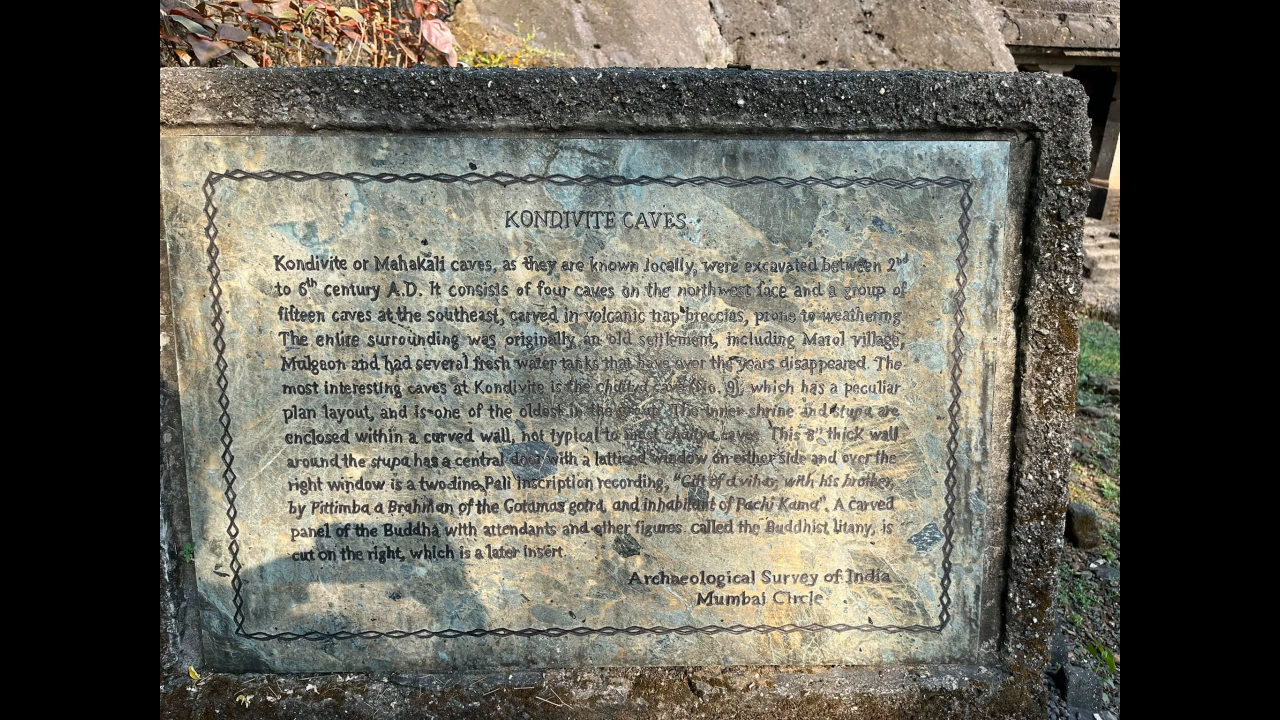 KONDIVITE CAVES
Kondivite or Mahakāli caves, as they are known locally, were excavated between 2nd
to 6th century A.D. It consists of four caves on the northwest face and a group of
fifteen caves at the southeast, carved in volcanic trap breccias, prone to weathering.
The entire surrounding was originally an old settlement, including Marol village,
Mulgaon and had several fresh water tanks that have over the years disappeared. The
most interesting caves at Kondivite is the chaitya cave (No. 9), which has a peculiar
plan layout, and is one of the oldest in the group. The inner shrine and stupa are
enclosed within a curved wall, not typical to most chaitya caves. This 8" thick wall
around the stupa has a central door with a latticed window on either side and over the
right window is a two-line Pali inscription recording, "Gift of a vihar, with his brother,
by Pittimba a Brahman of the Gotamas gotra, and inhabitant of Pachi Kama". A carved
panel of the Buddha with attendants and other figures called the Buddhist litany, is
cut on the right, which is a later insert.
Archaeological Survey of India
Mumbai Circle